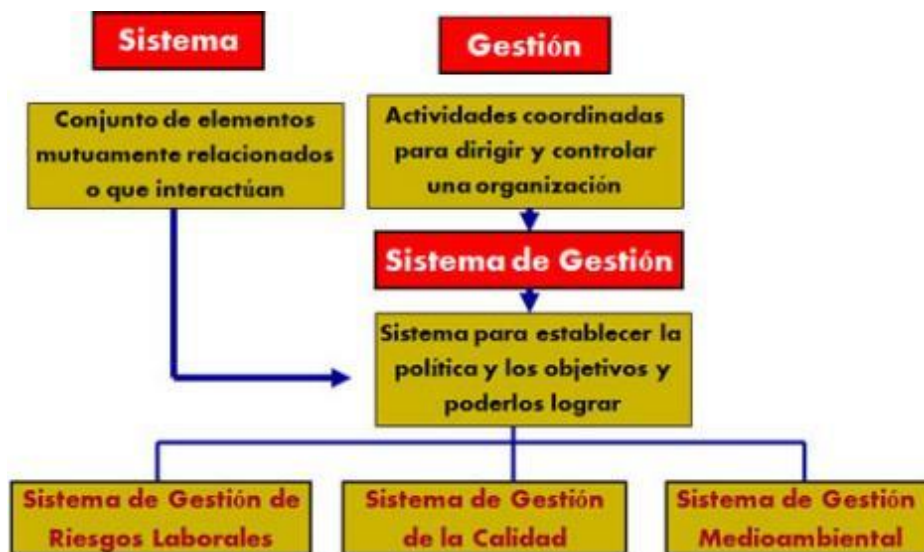 Sistema
Gestión
Conjunto de elementos
mutuamente relacionados
o que interactúan
Actividades coordinadas
para dirigir y controlar
una organización
Sistema de Gestión
Sistema para establecer la
política y los objetivos y
poderlos lograr
Sistema de Gestión de
Riesgos Laborales
Sistema de Gestión
de la Calidad
Sistema de Gestión
Medioambiental